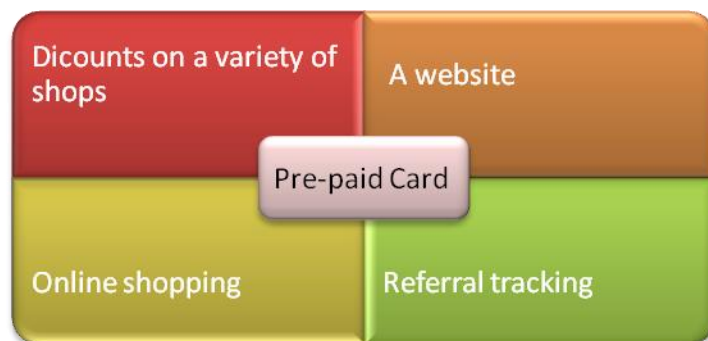 Dicounts on a variety of
shops
A website
Pre-paid Card
Online shopping
Referral tracking